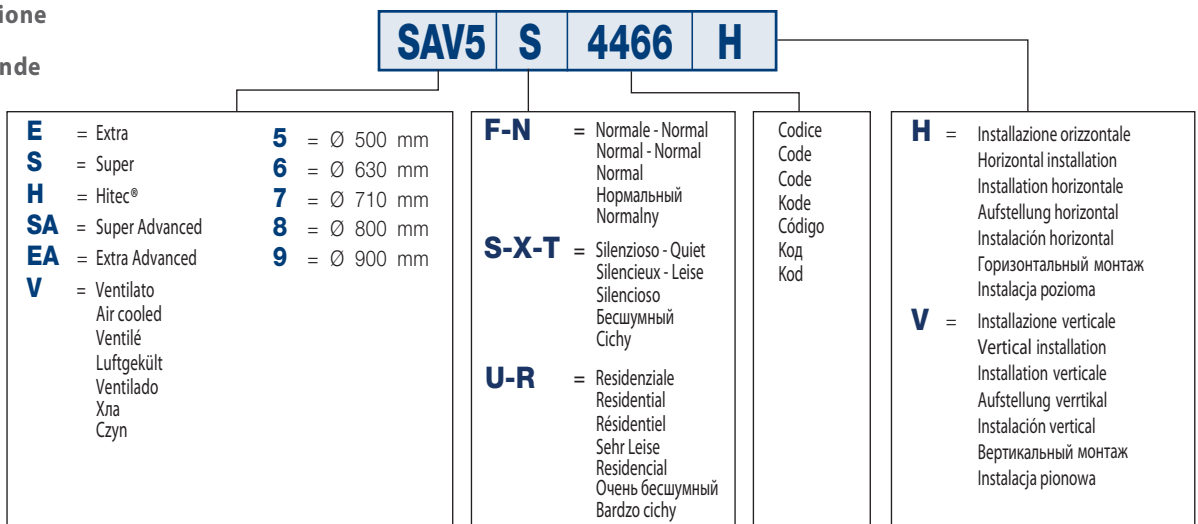 ione
nde
SAV5 S 4466 H
E = Extra
S = Super
H = Hitec®
SA = Super Advanced
EA = Extra Advanced
V = Ventilato
Air cooled
Ventilé
Luftgekült
Ventilado
Хла
Czyn
5 = Ø 500 mm
6 = Ø 630 mm
7 = Ø 710 mm
8 = Ø 800 mm
9 = Ø 900 mm
F-N = Normale - Normal
Normal - Normal
Normal
Нормальный
Normalny
S-X-T = Silenzioso - Quiet
Silencieux - Leise
Silencioso
Бесшумный
Cichy
U-R = Residenziale
Residential
Résidentiel
Sehr Leise
Residencial
Очень бесшумный
Bardzo cichy
Codice
Code
Code
Kode
Código
Код
Kod
H = Installazione orizzontale
Horizontal installation
Installation horizontale
Aufstellung horizontal
Instalación horizontal
Горизонтальный монтаж
Instalacja pozioma
V = Installazione verticale
Vertical installation
Installation verticale
Aufstellung verrtikal
Instalación vertical
Вертикальный монтаж
Instalacja pionowa